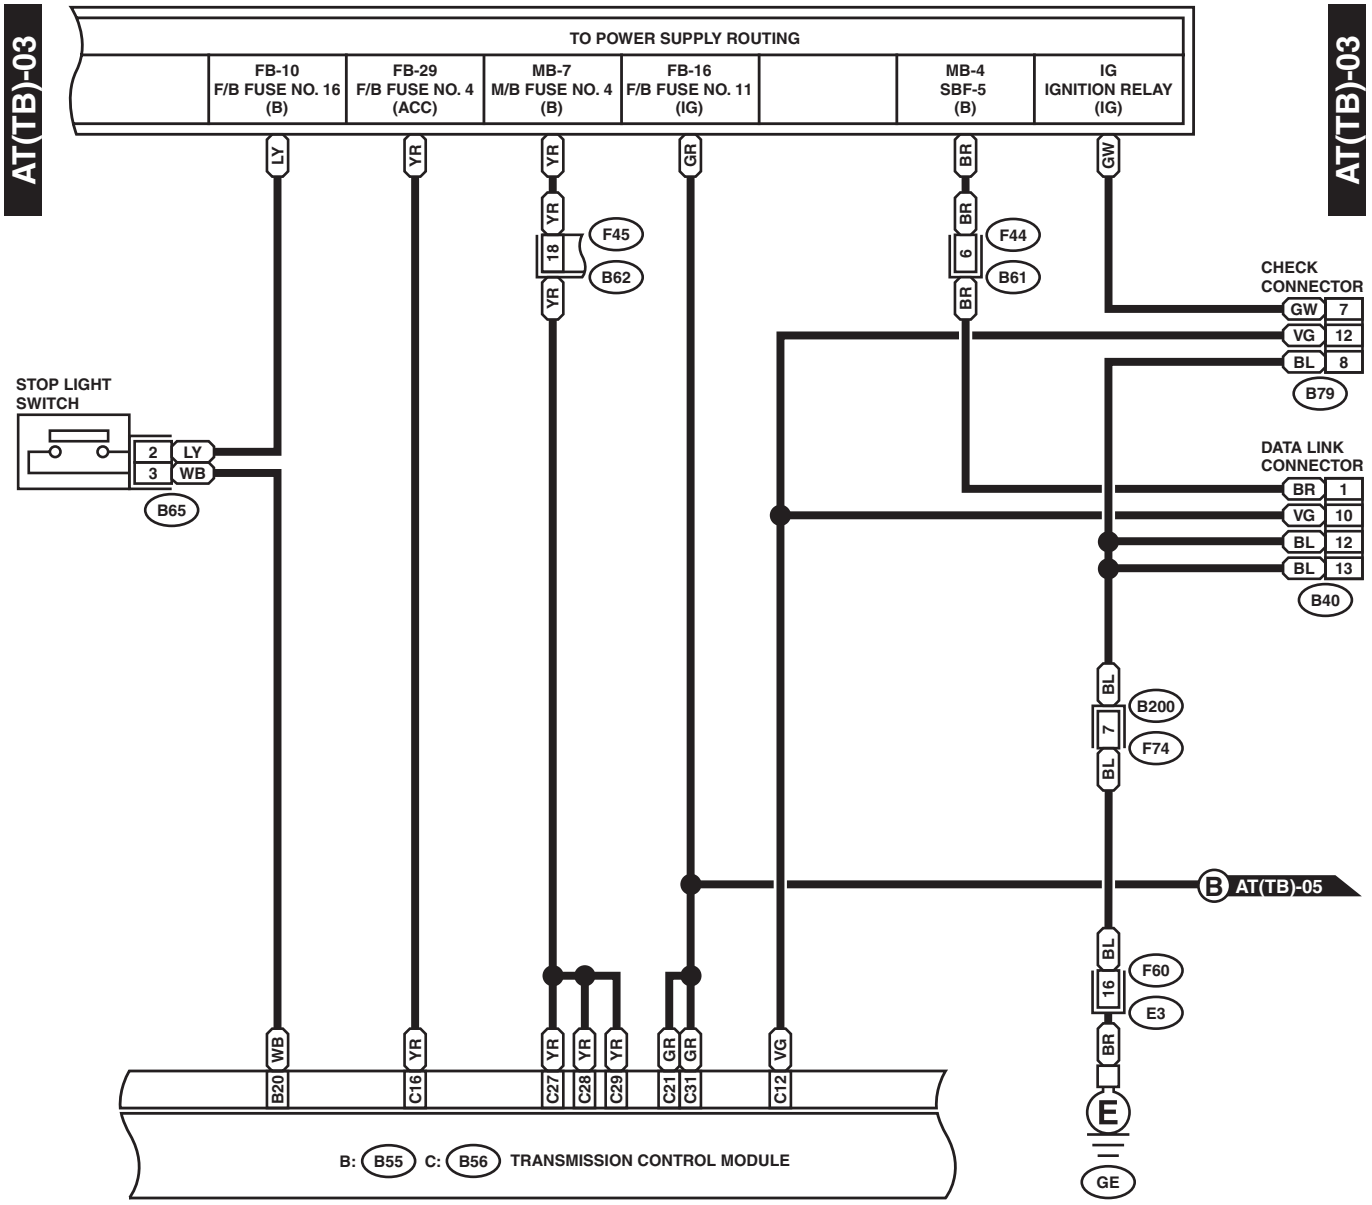 AT(TB)-03
AT(TB)-03
TO POWER SUPPLY ROUTING
FB-10
F/B FUSE NO. 16
(B)
FB-29
F/B FUSE NO. 4
(ACC)
MB-7
M/B FUSE NO. 4
(B)
FB-16
F/B FUSE NO. 11
(IG)
MB-4
SBF-5
(B)
IG
IGNITION RELAY
(IG)
LY
YR
YR
GR
BR
GW
YR
18
YR
F45
B62
BR
6
BR
F44
B61
CHECK
CONNECTOR
GW 7
VG 12
BL 8
B79
STOP LIGHT
SWITCH
2 LY
3 WB
B65
DATA LINK
CONNECTOR
BR 1
VG 10
BL 12
BL 13
B40
BL
7
BL
B200
F74
B AT(TB)-05
BL
16
BR
F60
E3
E
GE
WB
YR
YR
YR
YR
GR
GR
VG
B20
C16
C27
C28
C29
C21
C31
C12
B: B55 C: B56 TRANSMISSION CONTROL MODULE